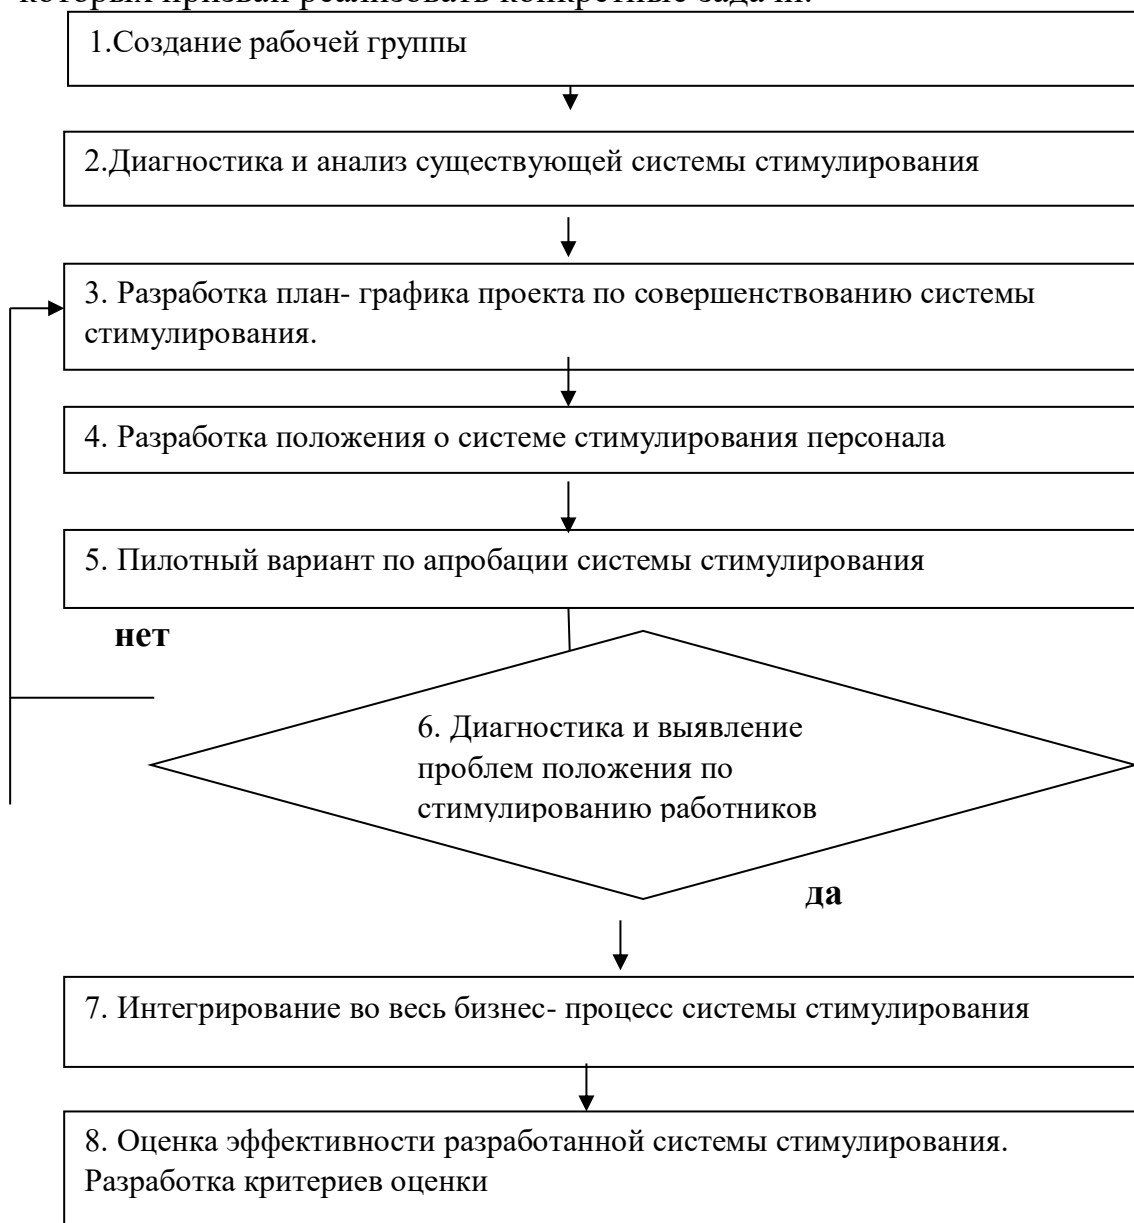 которых призван реализовать конкретные задачи.
1.Создание рабочей группы
2.Диагностика и анализ существующей системы стимулирования
3. Разработка план- графика проекта по совершенствованию системы
стимулирования.
4. Разработка положения о системе стимулирования персонала
5. Пилотный вариант по апробации системы стимулирования
нет
6. Диагностика и выявление
проблем положения по
стимулированию работников
да
7. Интегрирование во весь бизнес- процесс системы стимулирования
8. Оценка эффективности разработанной системы стимулирования.
Разработка критериев оценки